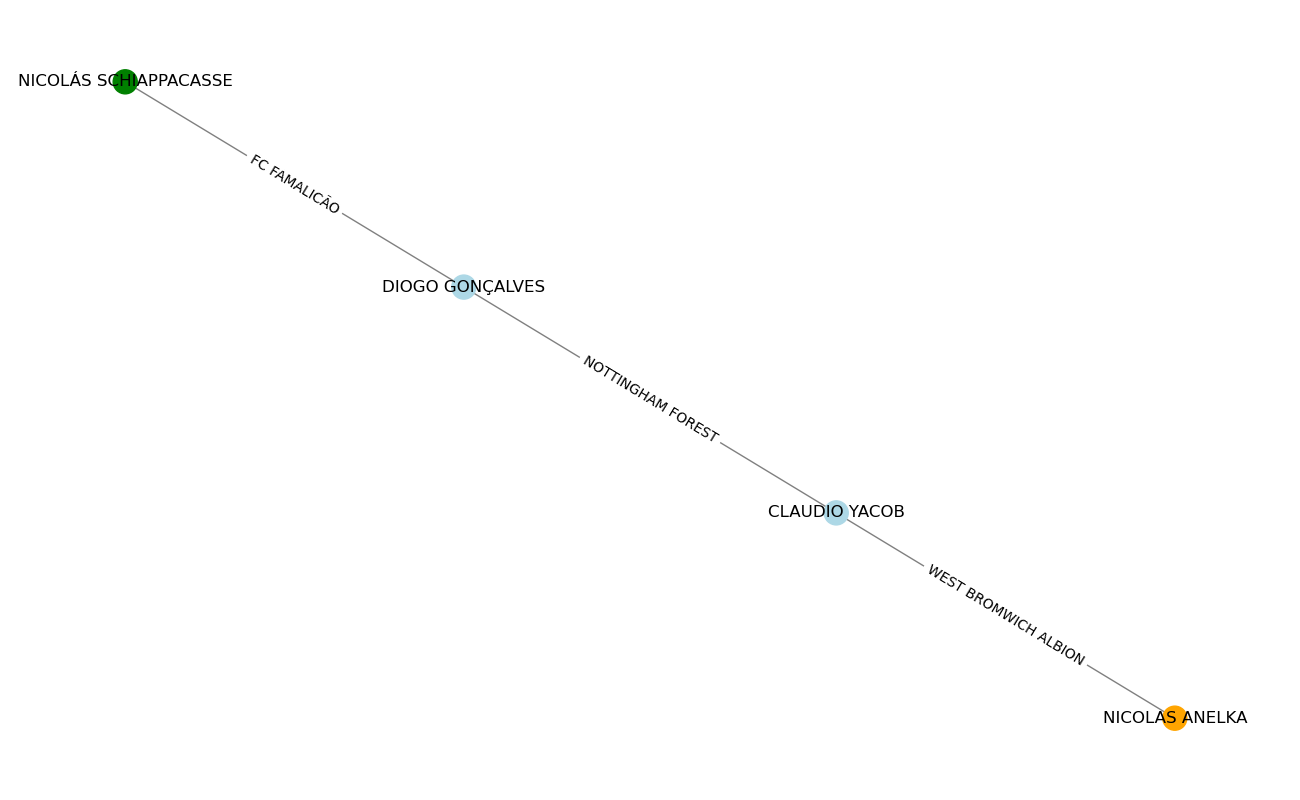 NICOLÁS SCHIAPPACASSE
FC FAMALICÃO
DIOGO GONÇALVES
NOTTINGHAM FOREST
CLAUDIO YACOB
WEST BROMWICH ALBION
NICOLAS ANELKA